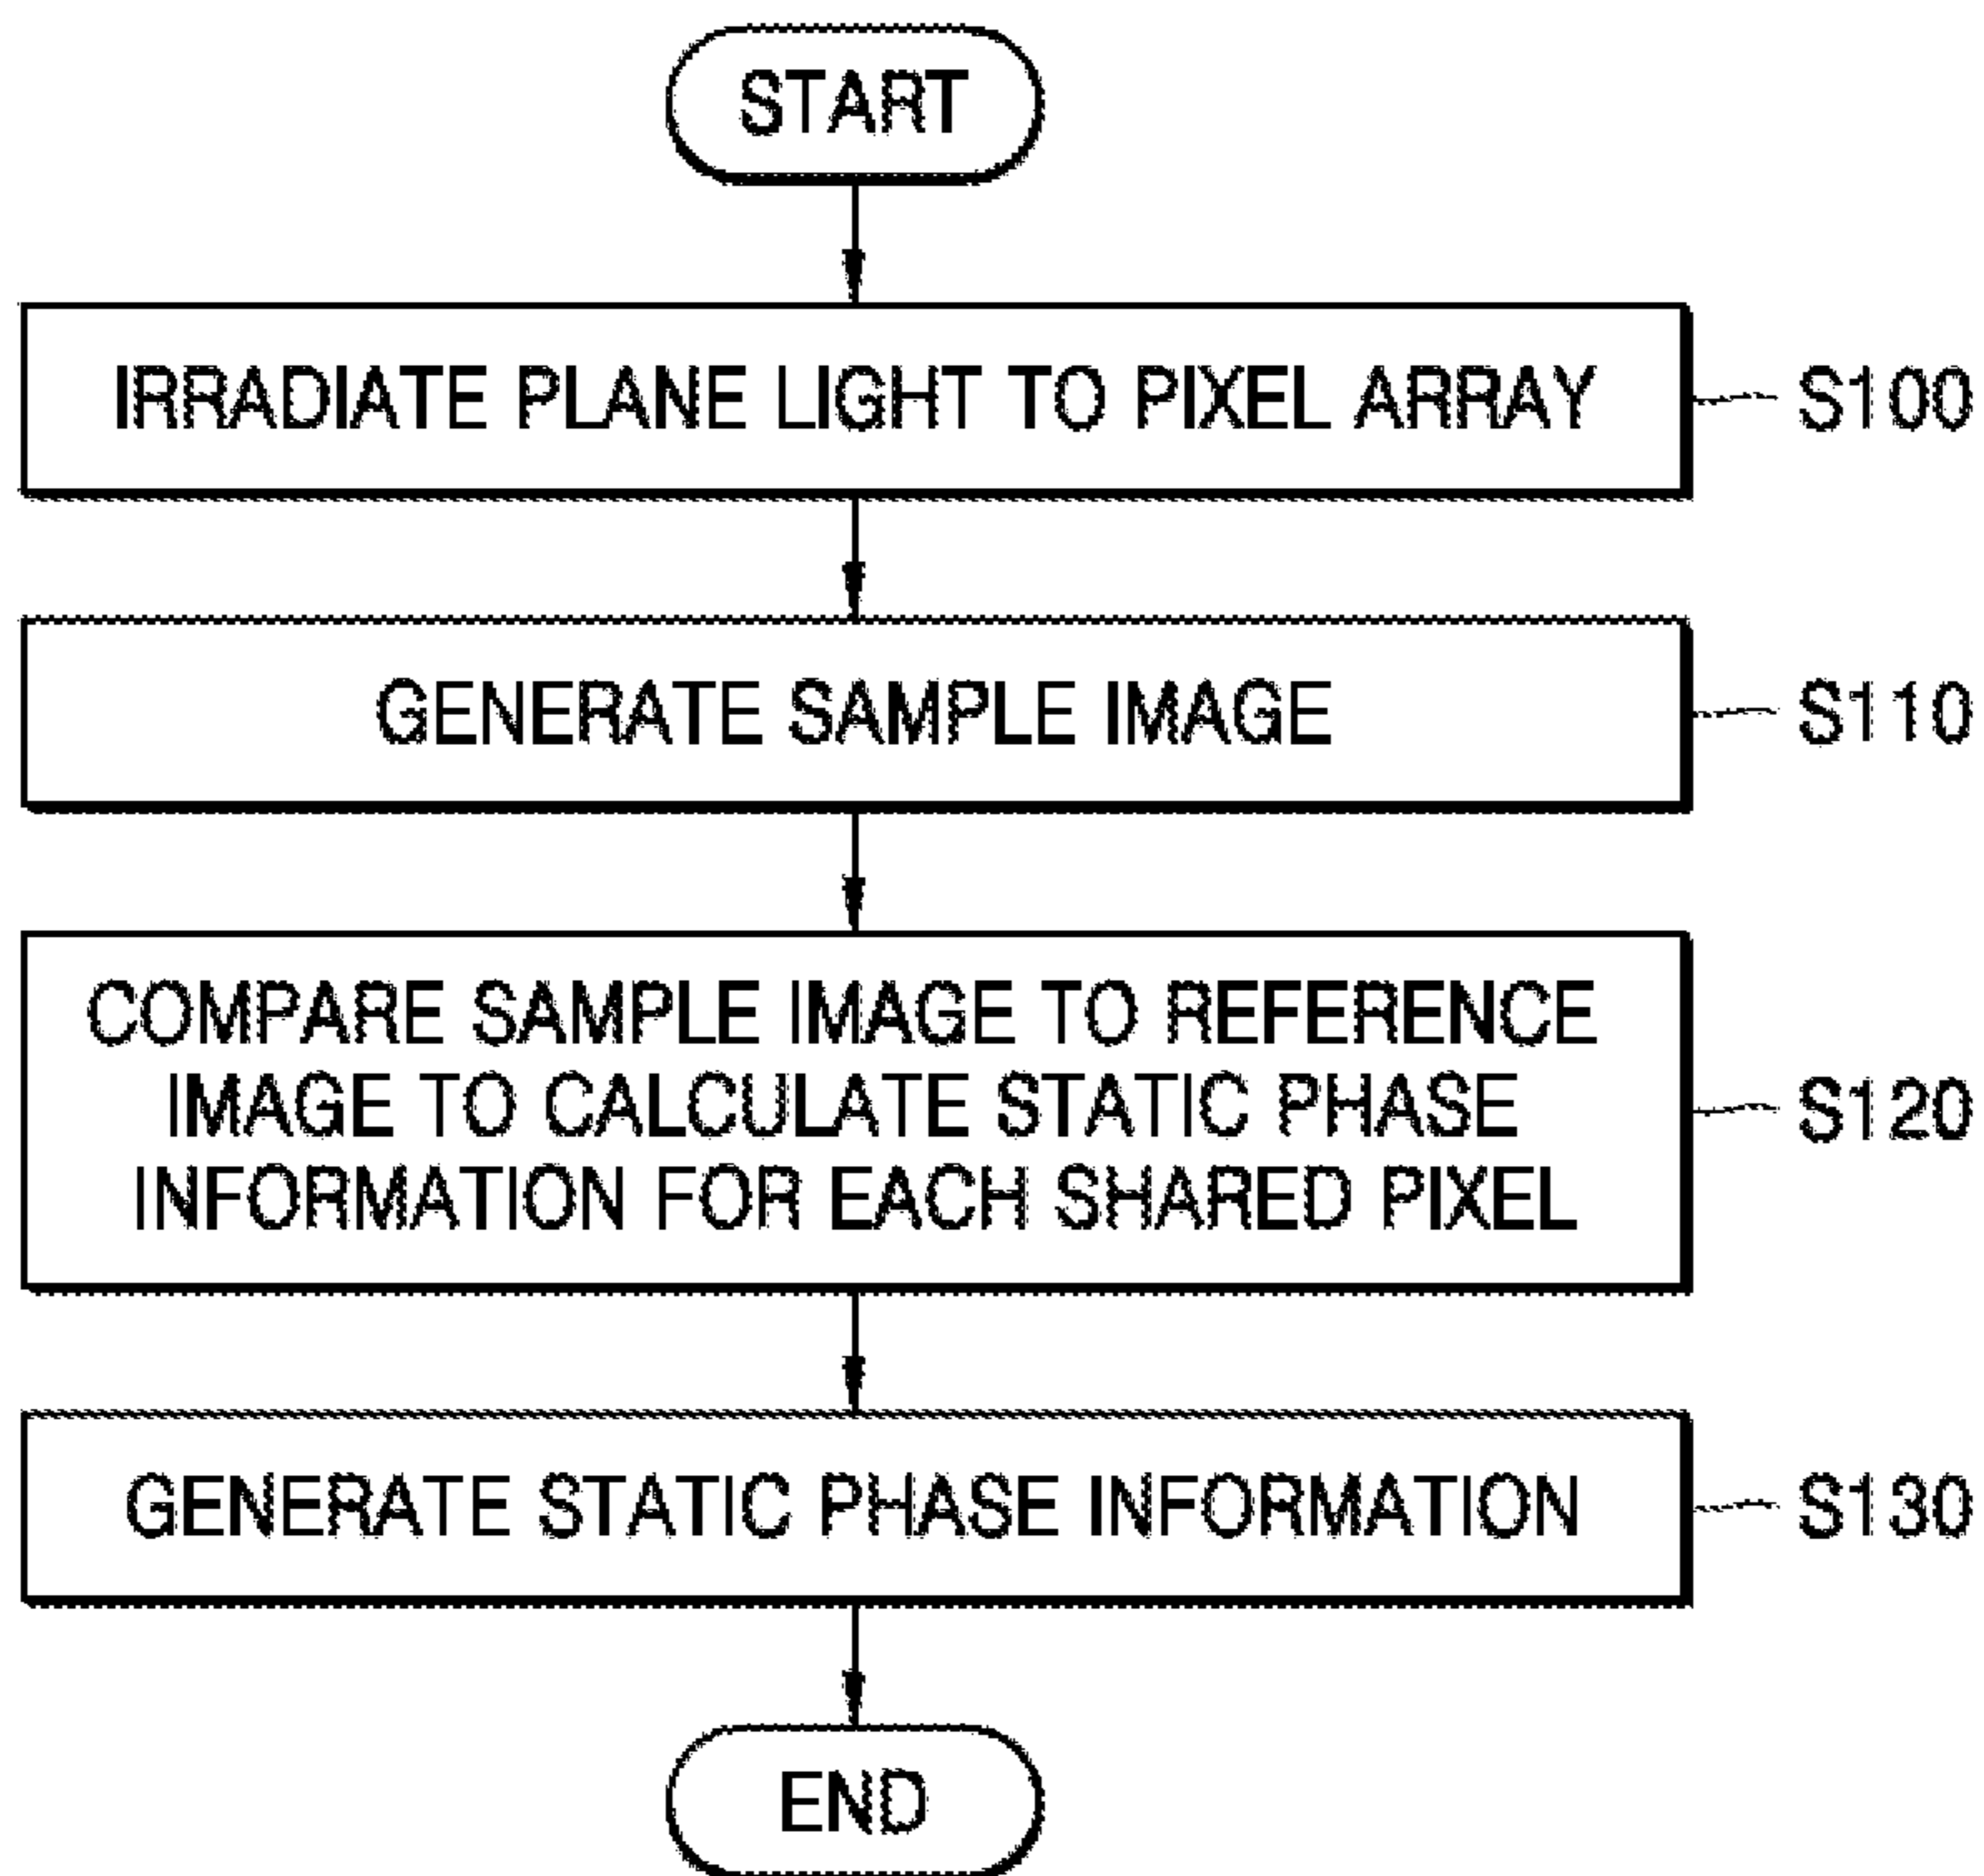 START
IRRADIATE PLANE LIGHT TO PIXEL ARRAY
S100
GENERATE SAMPLE IMAGE
S110
COMPARE SAMPLE IMAGE TO REFERENCE
IMAGE TO CALCULATE STATIC PHASE
INFORMATION FOR EACH SHARED PIXEL
S120
GENERATE STATIC PHASE INFORMATION
S130
END